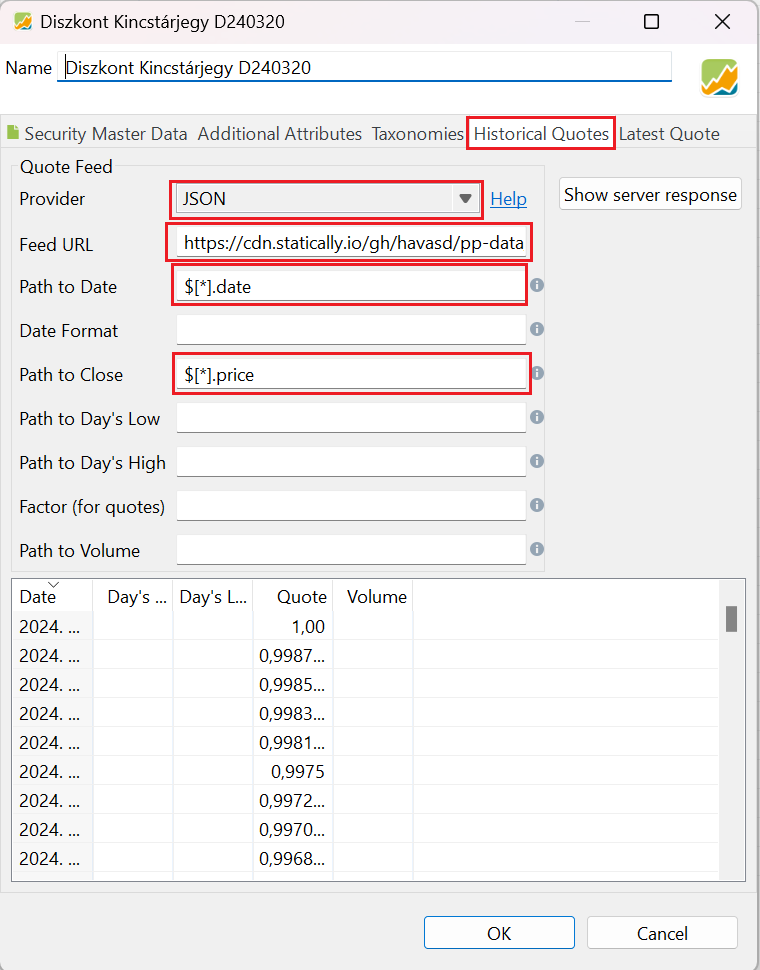 Diszkont Kincstárjegy D240320
Name Diszkont Kincstárjegy D240320
Security Master Data Additional Attributes Taxonomies Historical Quotes Latest Quote
Quote Feed
Provider JSON Help Show server response
Feed URL https://cdn.statically.io/gh/havasd/pp-data
Path to Date $[*].date
Date Format
Path to Close $[*].price
Path to Day's Low
Path to Day's High
Factor (for quotes)
Path to Volume
Date Day's ... Day's L... Quote Volume
2024. ... 1,00
2024. ... 0,9987...
2024. ... 0,9985...
2024. ... 0,9983...
2024. ... 0,9981...
2024. ... 0,9975
2024. ... 0,9972...
2024. ... 0,9970...
2024. ... 0,9968...
OK Cancel